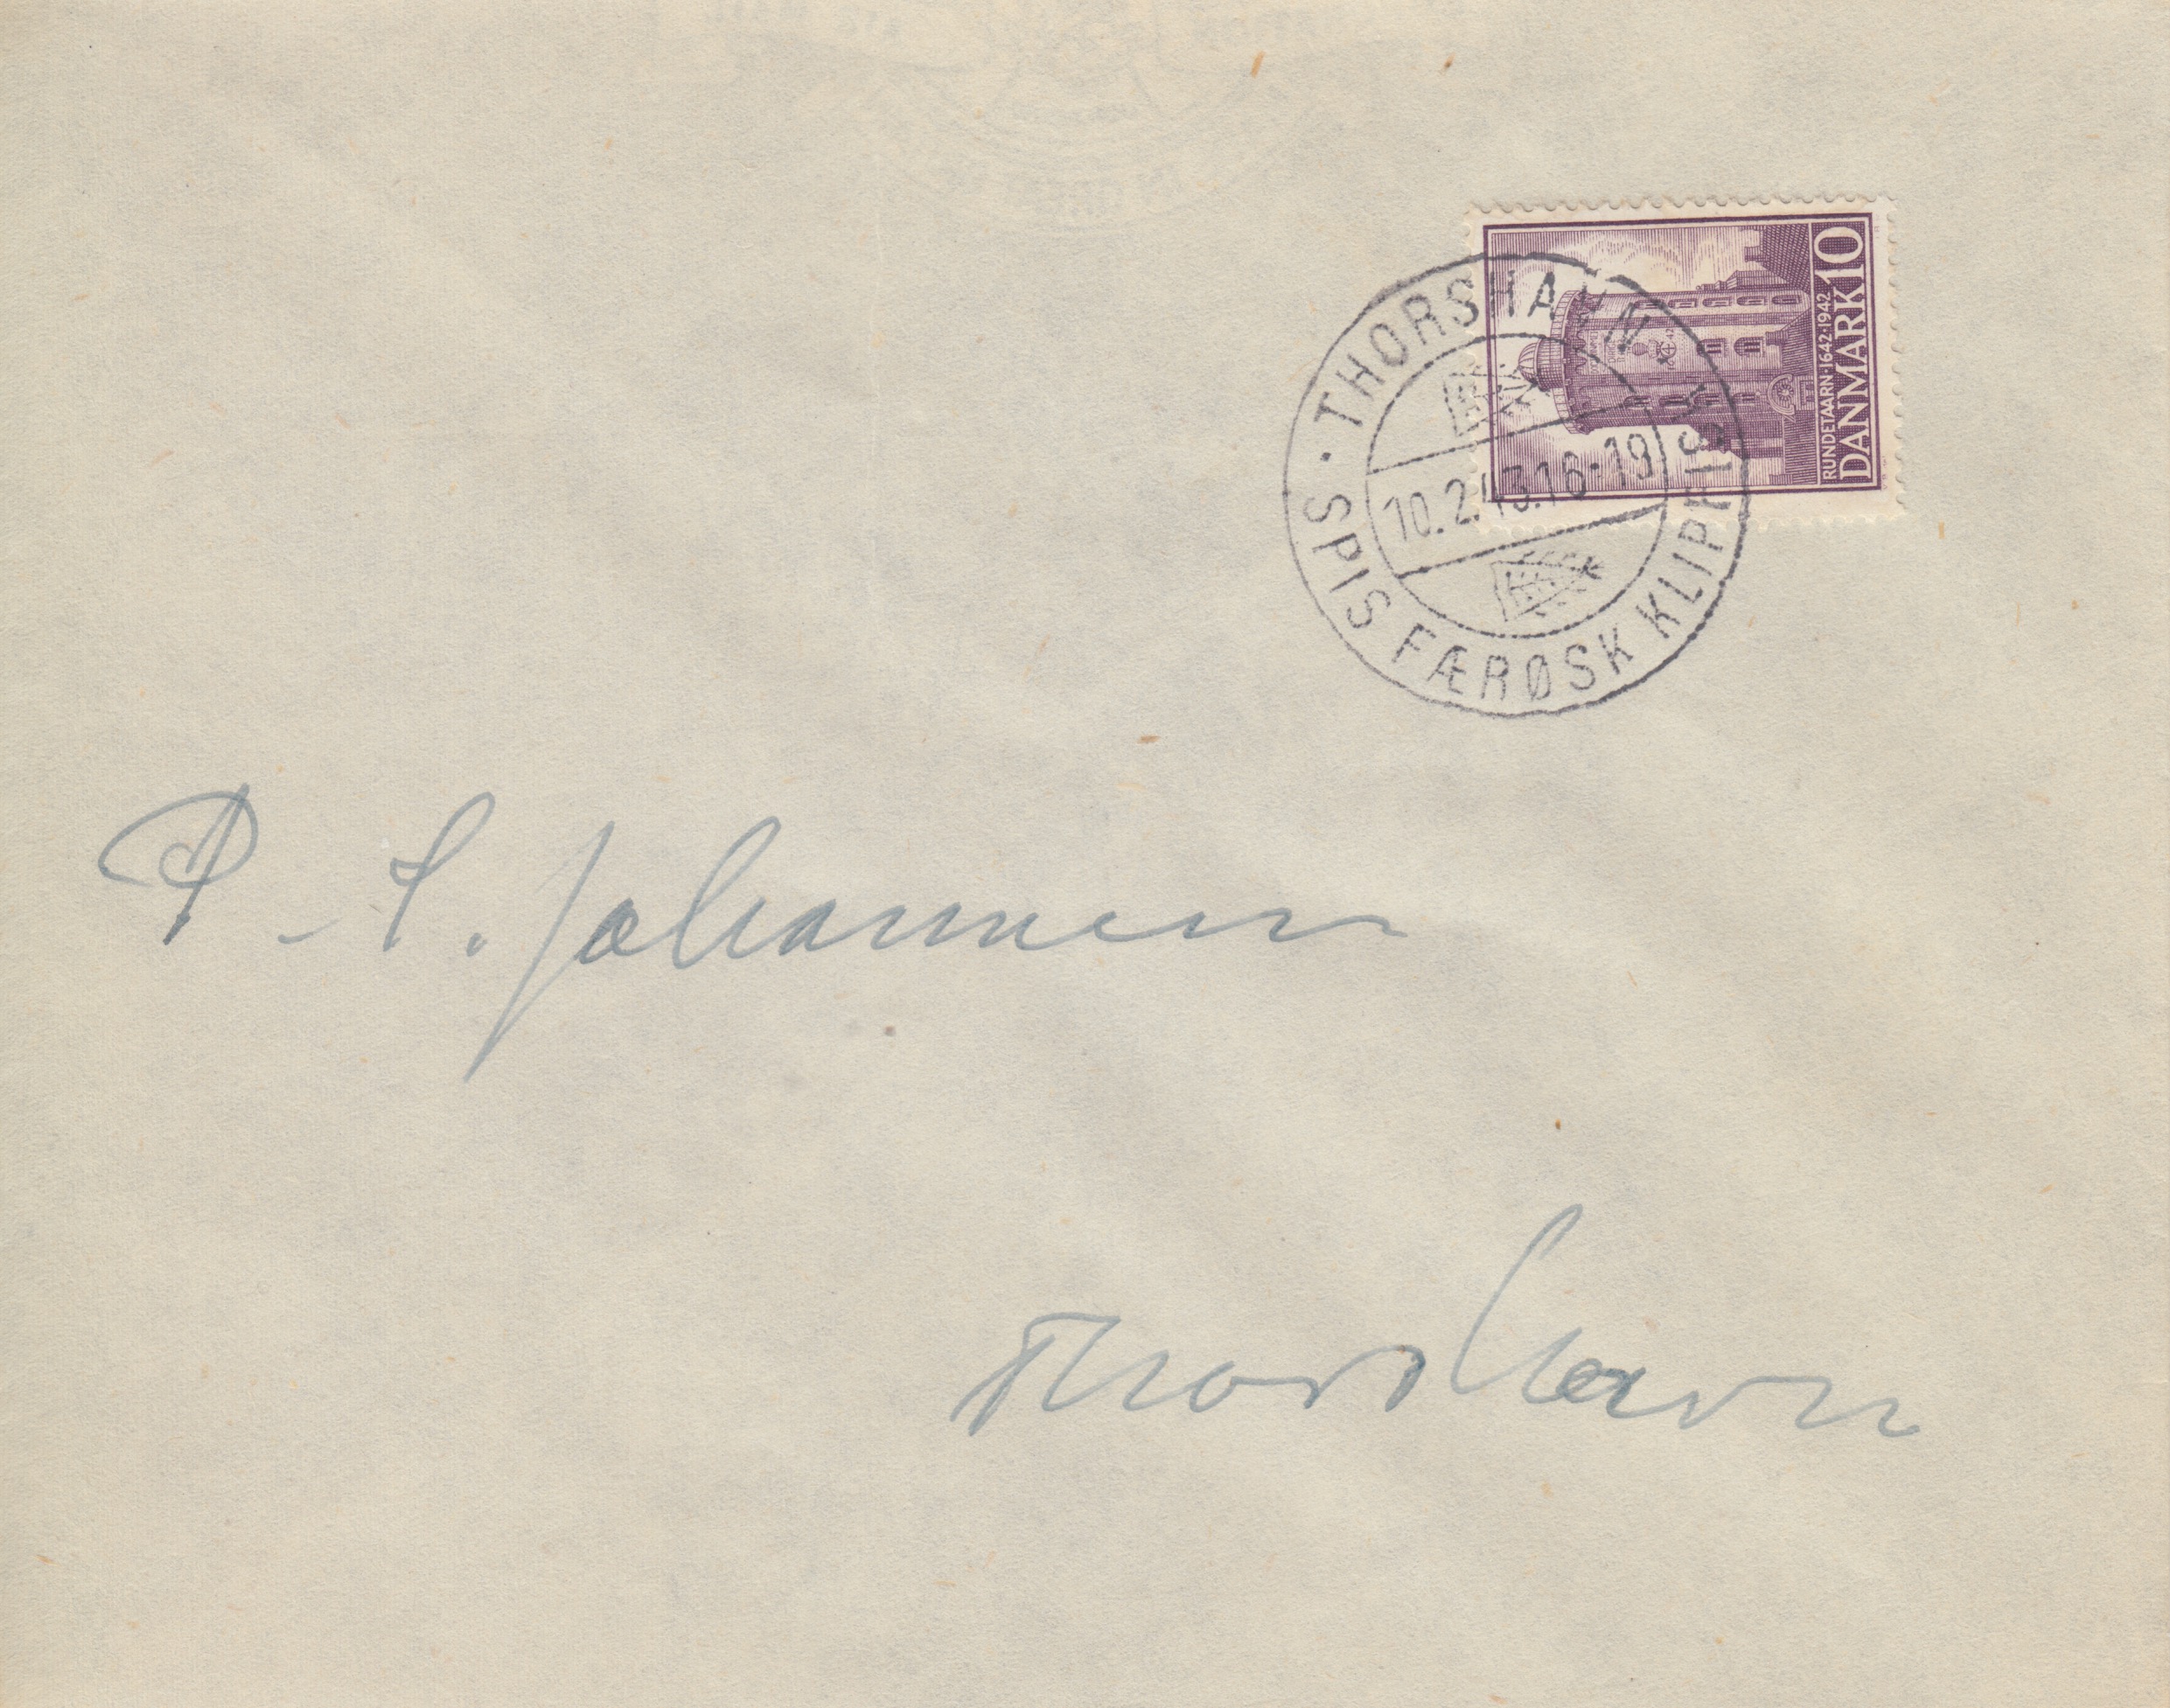 DANMARK 10
RUNDETAARN·1642·1942
THORSHAVN
10.2.43.16-19
SPIS FÆRØSK KLIPFISK
P. Johannesen
Thorshavn